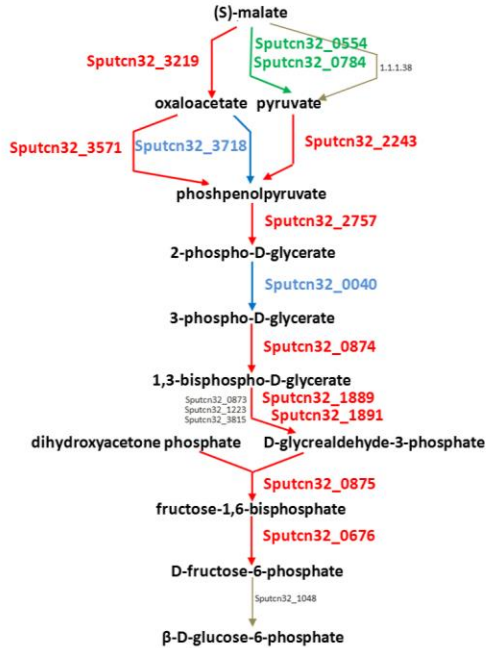 (S)-malate
Sputcn32_0554
Sputcn32_3219
Sputcn32_0784
1.1.1.38
oxaloacetate pyruvate
Sputcn32_3571
Sputcn32_3718
Sputcn32_2243
phoshpenolpyruvate
Sputcn32_2757
2-phospho-D-glycerate
Sputcn32_0040
3-phospho-D-glycerate
Sputcn32_0874
1,3-bisphospho-D-glycerate
Sputcn32_0873
Sputcn32_1889
Sputcn32_1223
Sputcn32_1891
Sputcn32_3815
dihydroxyacetone phosphate
D-glycrealdehyde-3-phosphate
Sputcn32_0875
fructose-1,6-bisphosphate
Sputcn32_0676
D-fructose-6-phosphate
Sputcn32_1048
β-D-glucose-6-phosphate